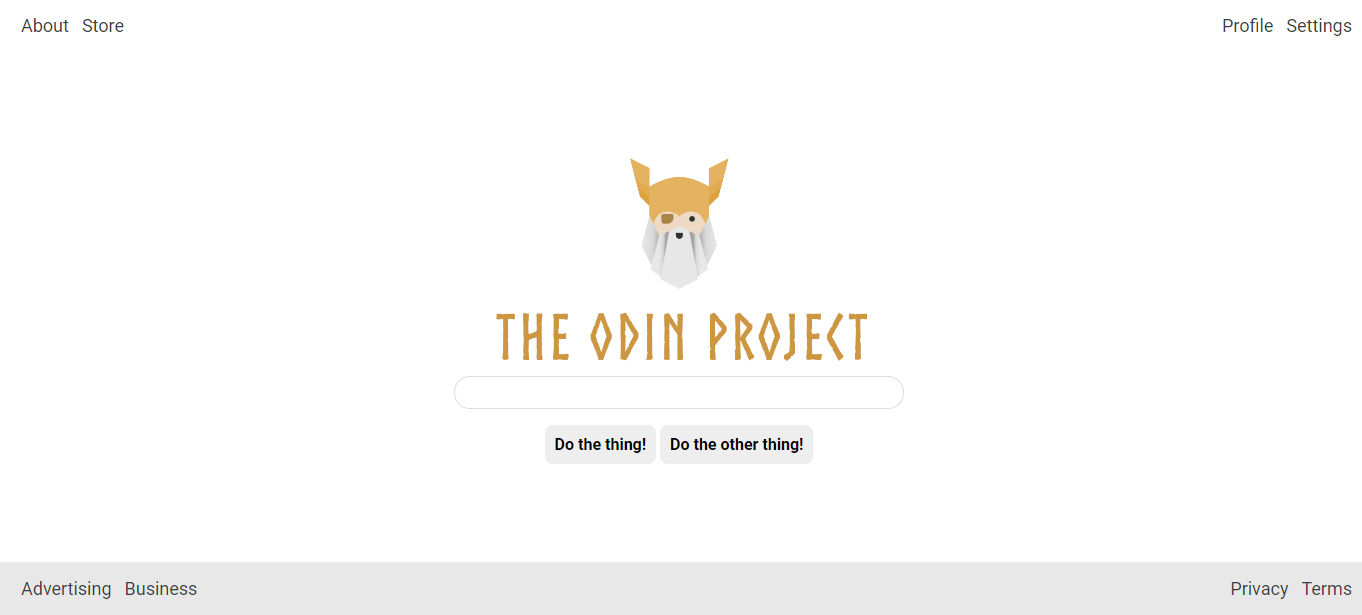 About Store Profile Settings
THE ODIN PROJECT
Do the thing! Do the other thing!
Advertising Business Privacy Terms